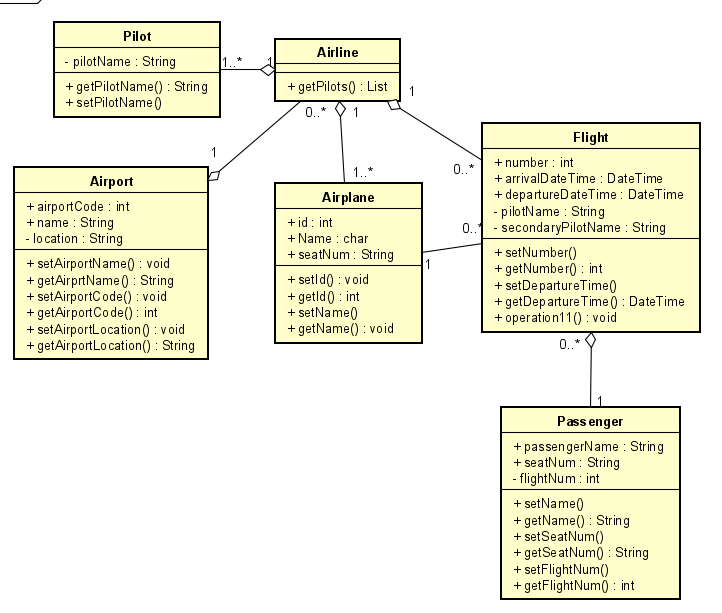 Pilot
- pilotName : String
+ getPilotName() : String
+ setPilotName()
1..*
1
Airline
+ getPilots() : List
1
0..*
1
1
0..*
Airport
+ airportCode : int
+ name : String
- location : String
+ setAirportName() : void
+ getAirprtName() : String
+ setAirportCode() : void
+ getAirportCode() : int
+ setAirportLocation() : void
+ getAirportLocation() : String
1..*
Airplane
+ id : int
+ Name : char
+ seatNum : String
+ setId() : void
+ getId() : int
+ setName()
+ getName() : void
1
0..*
Flight
+ number : int
+ arrivalDateTime : DateTime
+ departureDateTime : DateTime
- pilotName : String
- secondaryPilotName : String
+ setNumber()
+ getNumber() : int
+ setDepartureTime()
+ getDepartureTime() : DateTime
+ operation11() : void
0..*
1
Passenger
+ passengerName : String
+ seatNum : String
- flightNum : int
+ setName()
+ getName() : String
+ setSeatNum()
+ getSeatNum() : String
+ setFlightNum()
+ getFlightNum() : int